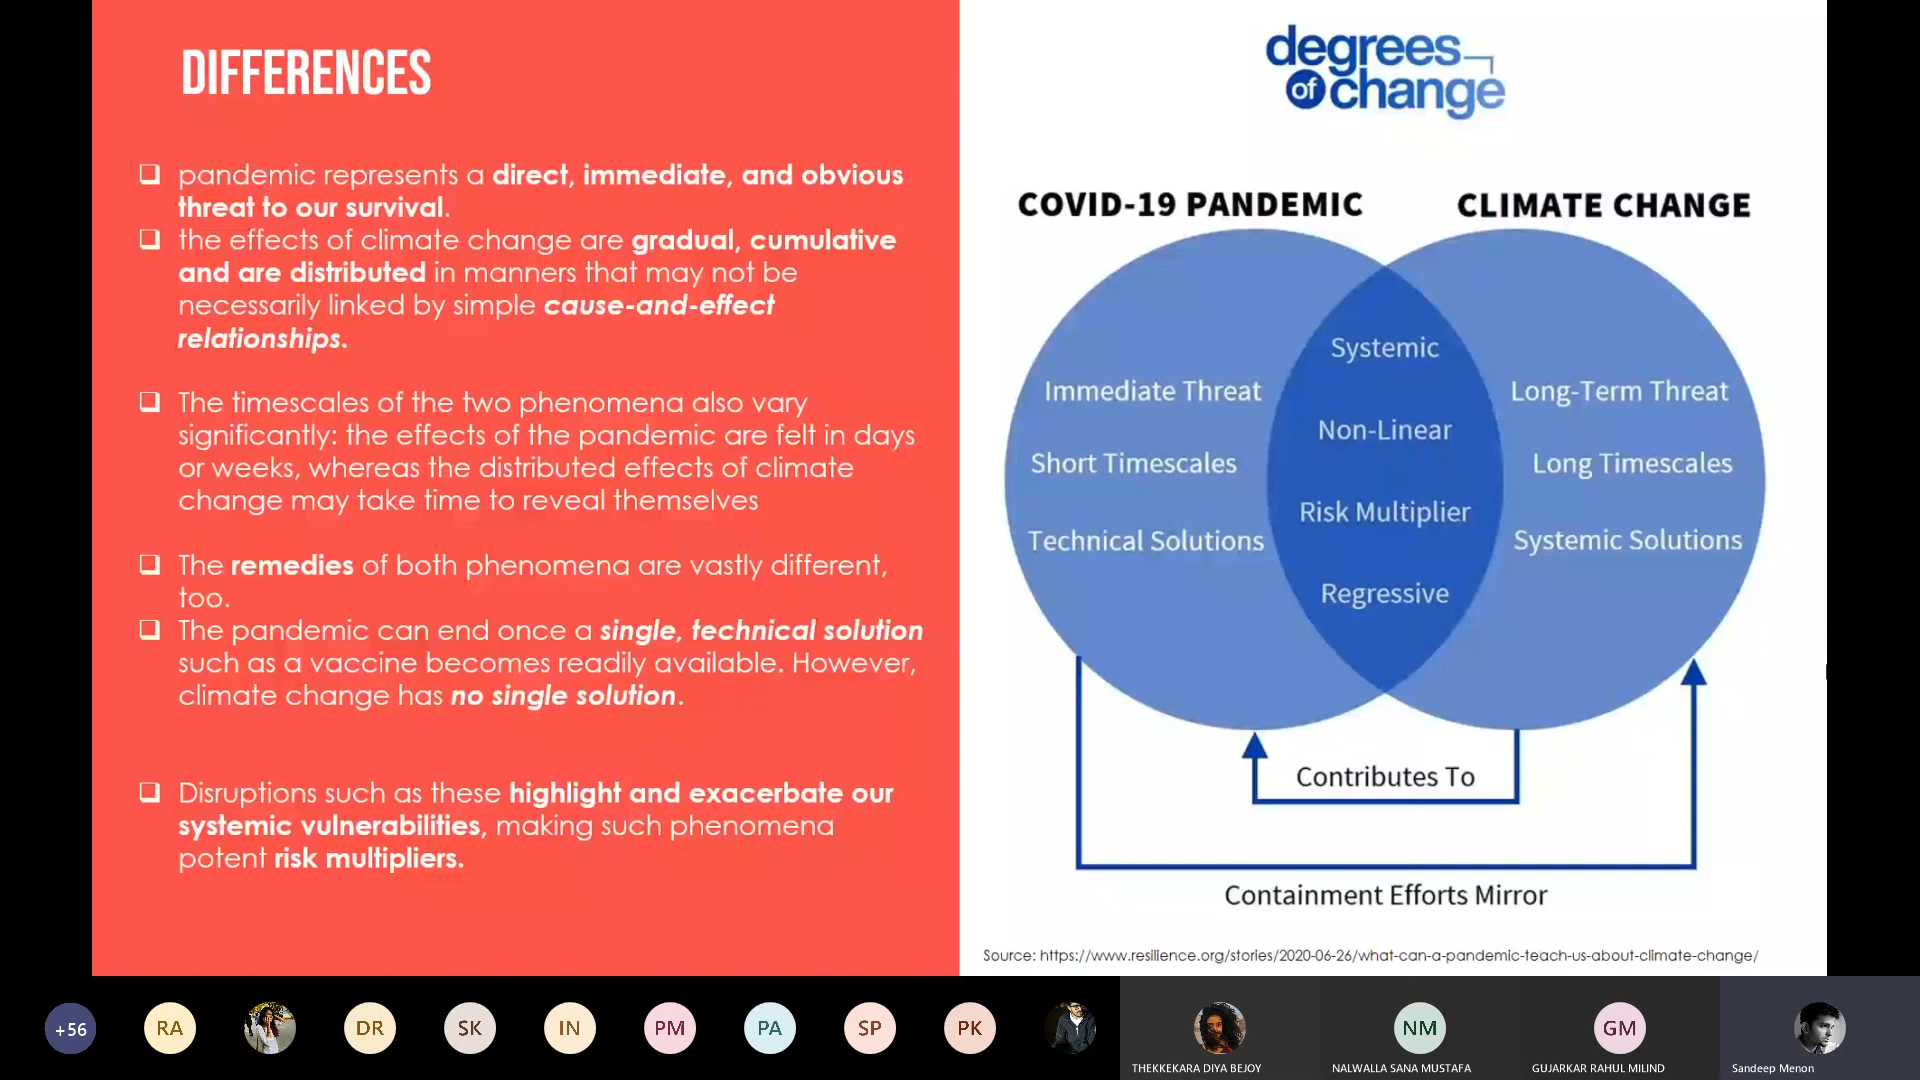 DIFFERENCES
❑ pandemic represents a direct, immediate, and obvious
threat to our survival.
❑ the effects of climate change are gradual, cumulative
and are distributed in manners that may not be
necessarily linked by simple cause-and-effect
relationships.
❑ The timescales of the two phenomena also vary
significantly: the effects of the pandemic are felt in days
or weeks, whereas the distributed effects of climate
change may take time to reveal themselves
❑ The remedies of both phenomena are vastly different,
too.
❑ The pandemic can end once a single, technical solution
such as a vaccine becomes readily available. However,
climate change has no single solution.
❑ Disruptions such as these highlight and exacerbate our
systemic vulnerabilities, making such phenomena
potent risk multipliers.
degrees
of change
COVID-19 PANDEMIC
CLIMATE CHANGE
Immediate Threat
Short Timescales
Technical Solutions
Systemic
Non-Linear
Risk Multiplier
Regressive
Long-Term Threat
Long Timescales
Systemic Solutions
Contributes To
Containment Efforts Mirror
Source: https://www.resilience.org/stories/2020-06-26/what-can-a-pandemic-teach-us-about-climate-change/
+56
RA
DR
SK
IN
PM
PA
SP
PK
THEKKEKARA DIYA BEJOY
NM
NALWALLA SANA MUSTAFA
GM
GUJARKAR RAHUL MILIND
Sandeep Menon